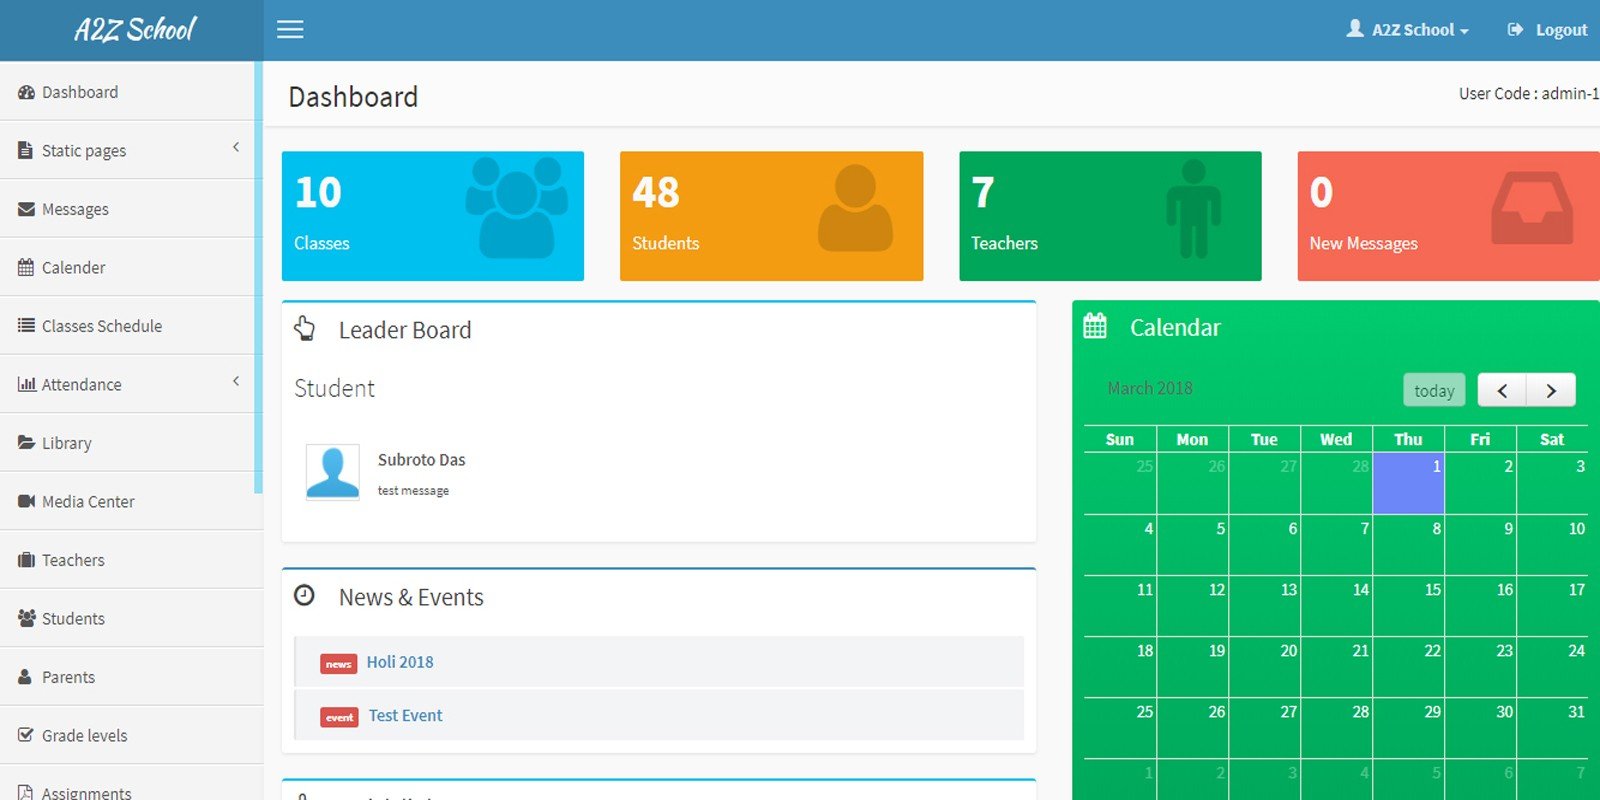 A2Z School
A2Z School
Logout
Dashboard
Static pages
Messages
Calender
Classes Schedule
Attendance
Library
Media Center
Teachers
Students
Parents
Grade levels
Assignments
Dashboard
User Code : admin-1
10
Classes
48
Students
7
Teachers
0
New Messages
Leader Board
Student
Subroto Das
test message
News & Events
news Holi 2018
event Test Event
Calendar
March 2018
today
Sun Mon Tue Wed Thu Fri Sat
25 26 27 28 1 2 3
4 5 6 7 8 9 10
11 12 13 14 15 16 17
18 19 20 21 22 23 24
25 26 27 28 29 30 31
1 2 3 4 5 6 7